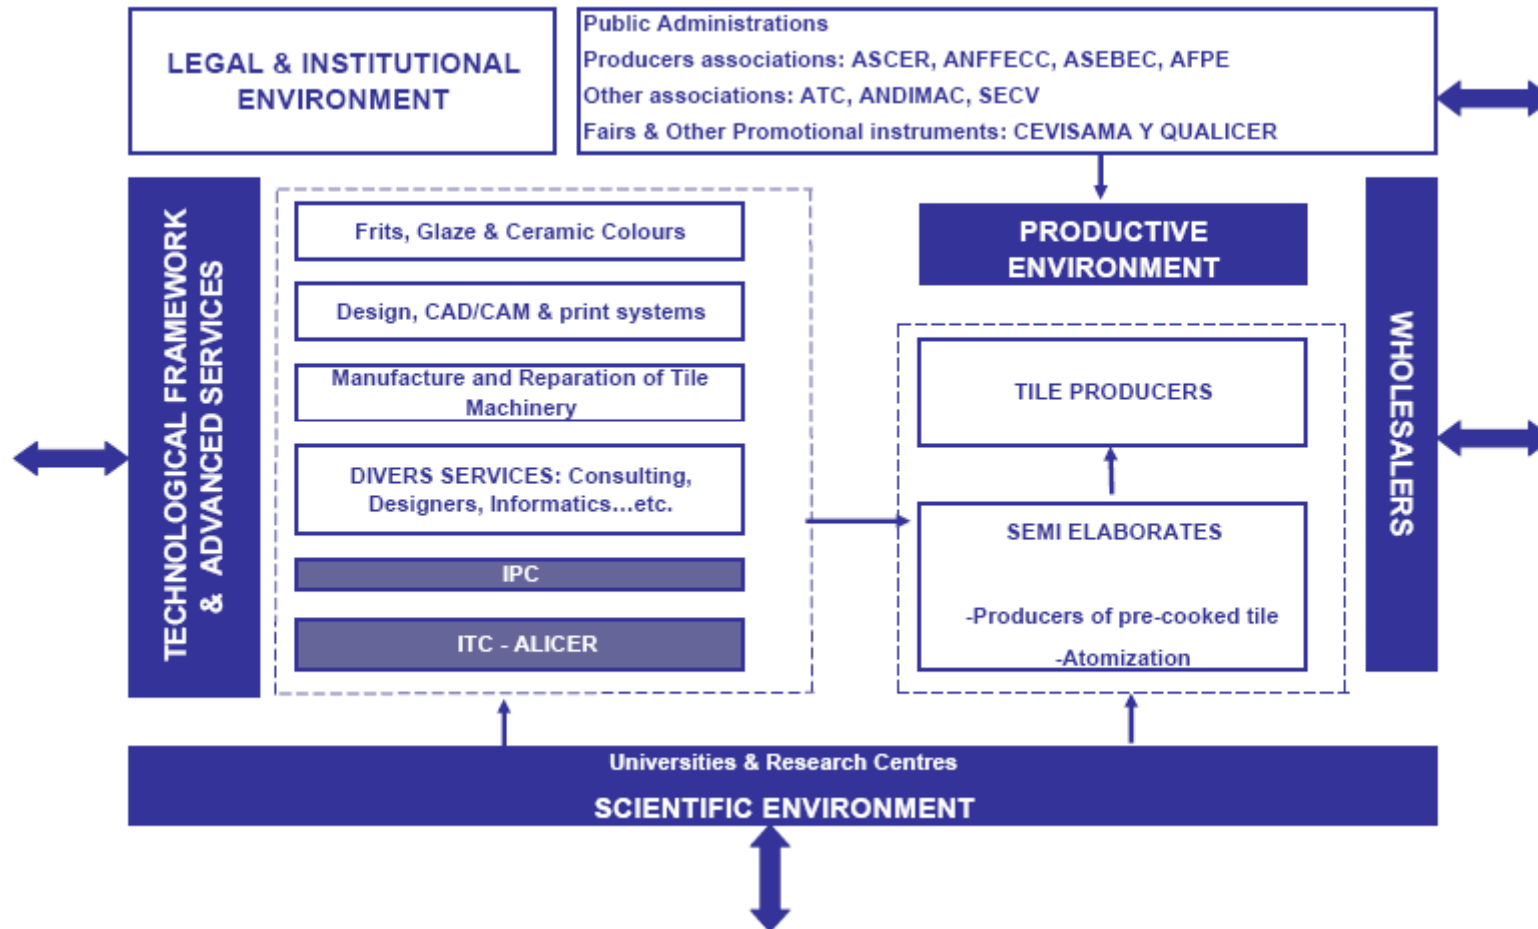 LEGAL & INSTITUTIONAL
ENVIRONMENT
Public Administrations
Producers associations: ASCER, ANFFECC, ASEBEC, AFPE
Other associations: ATC, ANDIMAC, SECV
Fairs & Other Promotional instruments: CEVISAMA Y QUALICER
TECHNOLOGICAL FRAMEWORK
& ADVANCED SERVICES
Frits, Glaze & Ceramic Colours
Design, CAD/CAM & print systems
Manufacture and Reparation of Tile
Machinery
DIVERS SERVICES: Consulting,
Designers, Informatics...etc.
IPC
ITC - ALICER
PRODUCTIVE
ENVIRONMENT
TILE PRODUCERS
SEMI ELABORATES
-Producers of pre-cooked tile
-Atomization
WHOLESALERS
Universities & Research Centres
SCIENTIFIC ENVIRONMENT